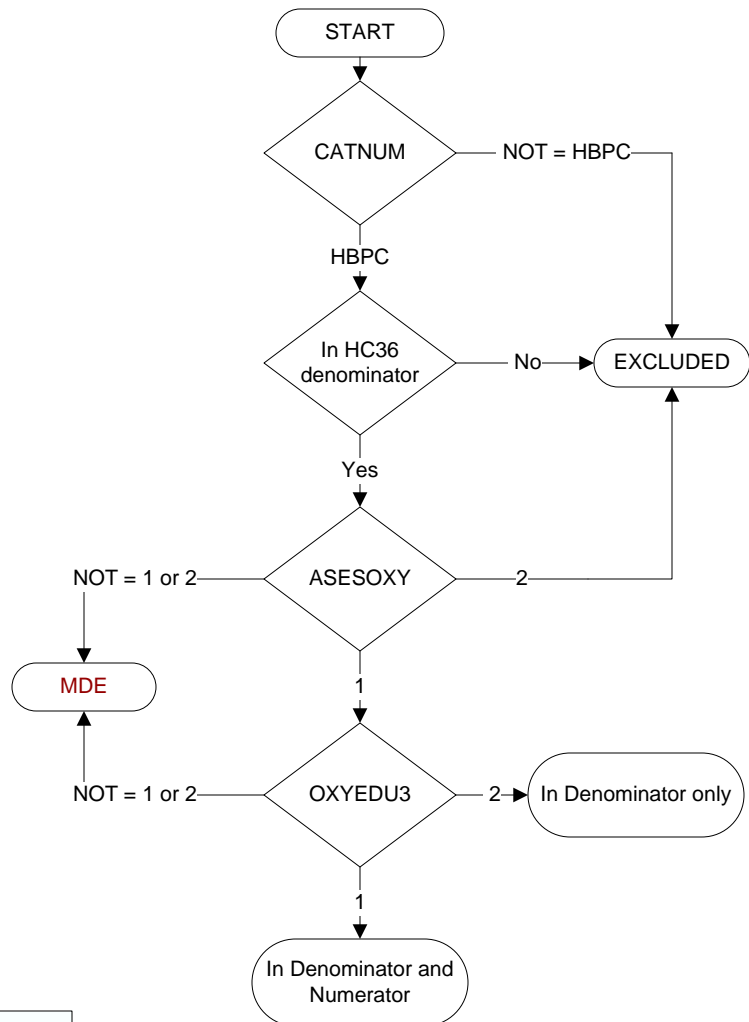 START
CATNUM
NOT = HBPC
HBPC
In HC36
denominator
No
EXCLUDED
Yes
NOT = 1 or 2
ASESOXY
2
MDE
1
NOT = 1 or 2
OXYEDU3
2
In Denominator only
1
In Denominator and
Numerator